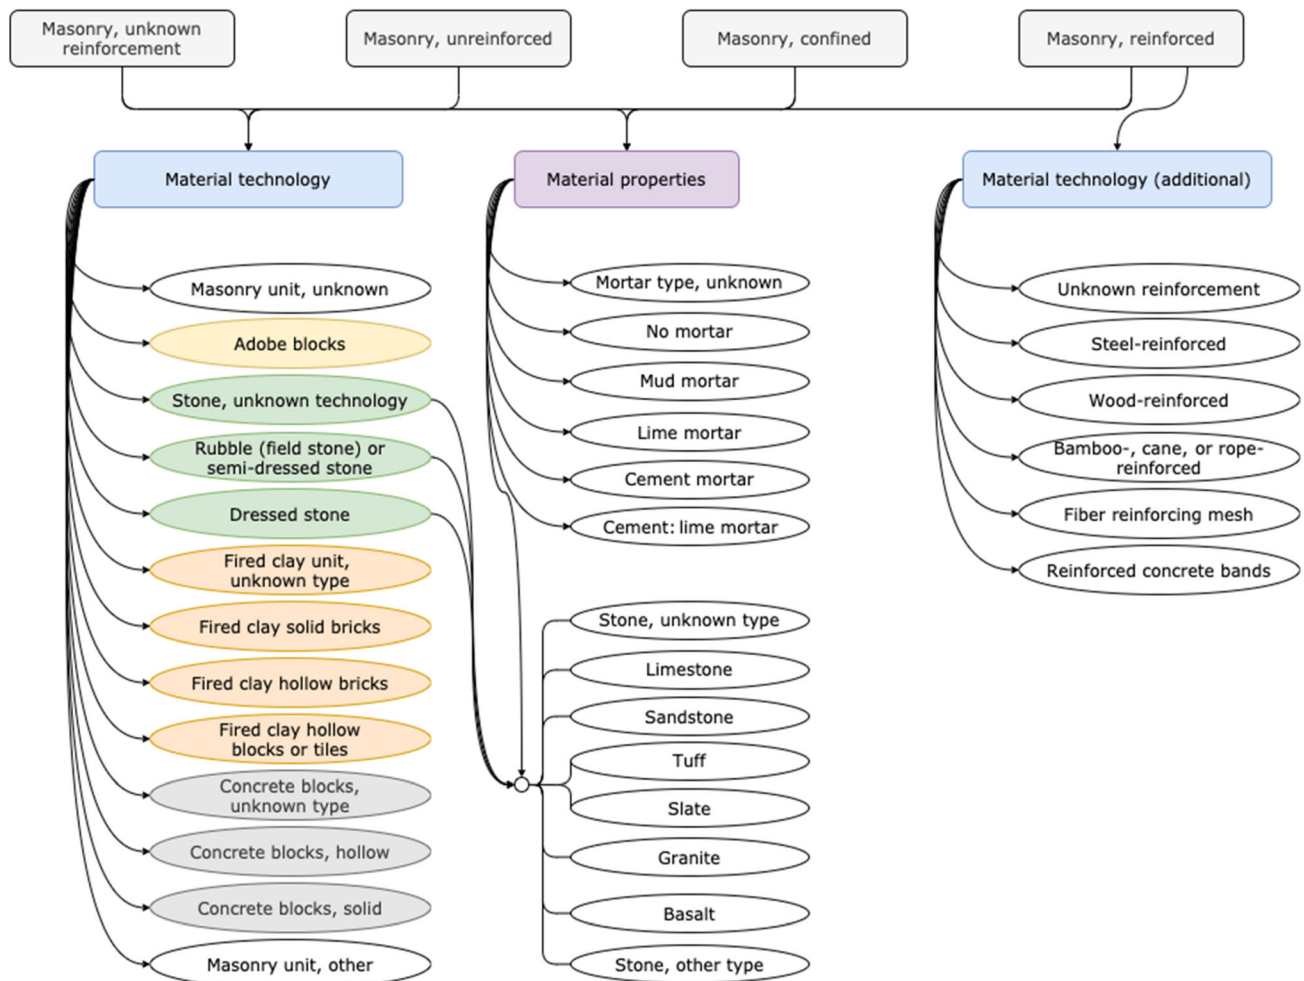 Masonry, unknown
reinforcement
Masonry, unreinforced
Masonry, confined
Masonry, reinforced
Material technology
Material properties
Material technology (additional)
Masonry unit, unknown
Adobe blocks
Stone, unknown technology
Rubble (field stone) or
semi-dressed stone
Dressed stone
Fired clay unit,
unknown type
Fired clay solid bricks
Fired clay hollow bricks
Fired clay hollow
blocks or tiles
Concrete blocks,
unknown type
Concrete blocks, hollow
Concrete blocks, solid
Masonry unit, other
Mortar type, unknown
No mortar
Mud mortar
Lime mortar
Cement mortar
Cement: lime mortar
Stone, unknown type
Limestone
Sandstone
Tuff
Slate
Granite
Basalt
Stone, other type
Unknown reinforcement
Steel-reinforced
Wood-reinforced
Bamboo-, cane, or rope-
reinforced
Fiber reinforcing mesh
Reinforced concrete bands